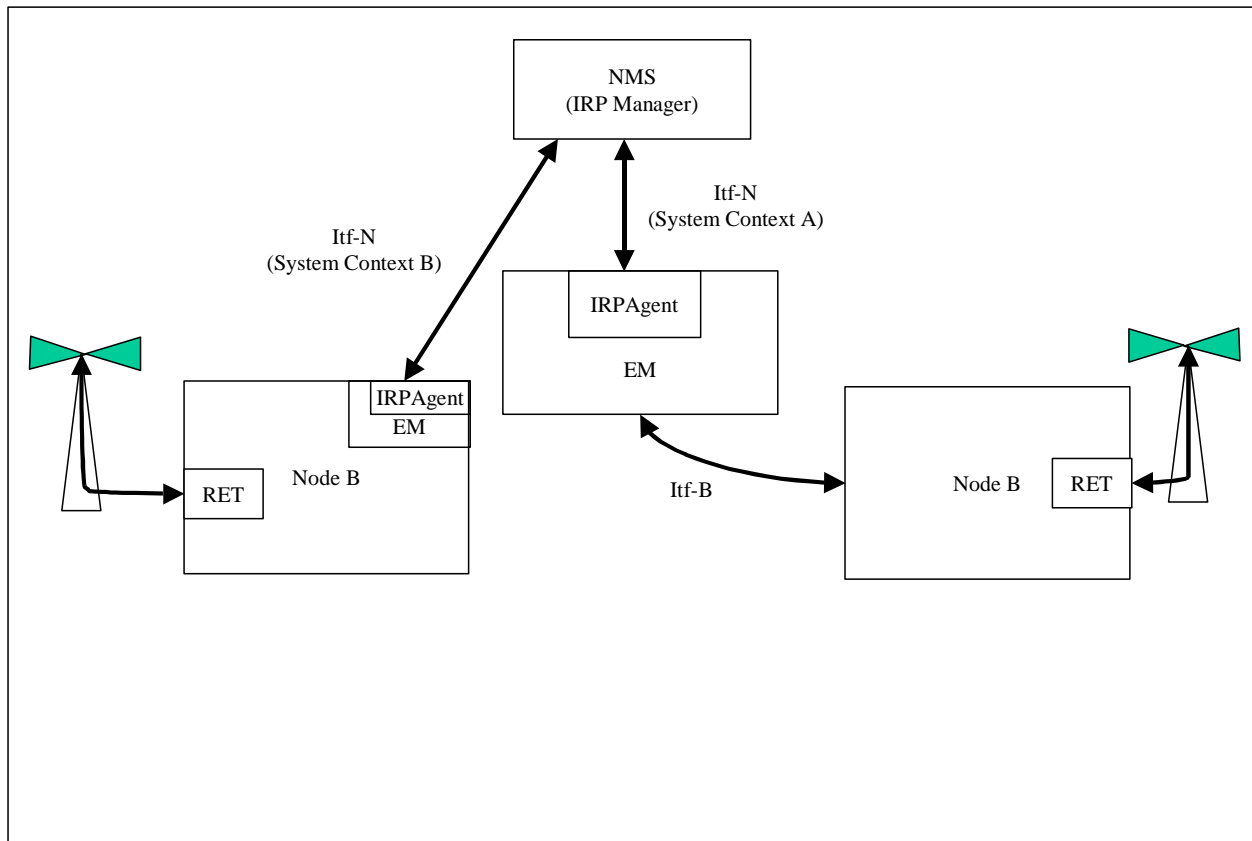 NMS
(IRP Manager)
Itf-N
(System Context A)
Itf-N
(System Context B)
IRPAgent
EM
IRPAgent
EM
Node B
RET
Itf-B
Node B
RET